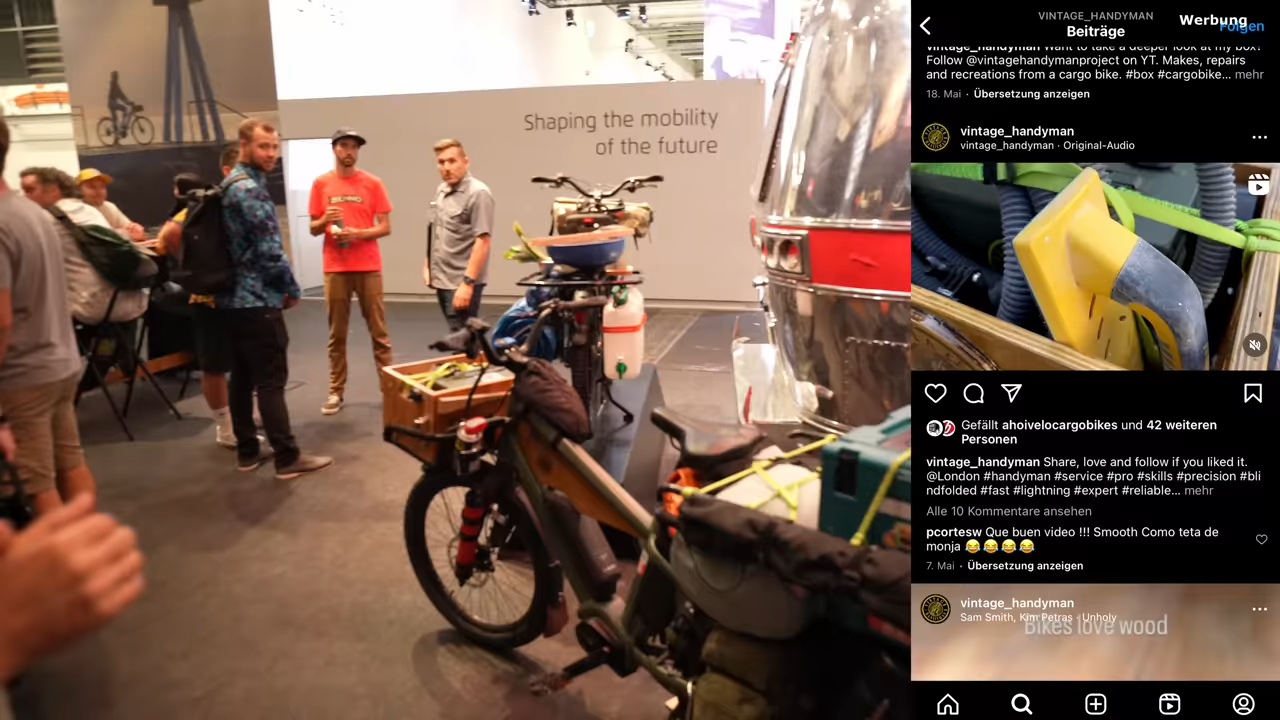 Shaping the mobility
of the future
VINTAGE_HANDYMAN
Beiträge
Werbung
Folgen
vintage_handyman Want to take a deeper look at my box?
Follow @vintagehandymanproject on YT. Makes, repairs
and recreations from a cargo bike. #box #cargobike... mehr
18. Mai · Übersetzung anzeigen
vintage_handyman
vintage_handyman · Original-Audio
Gefällt ahoivelocargobikes und 42 weiteren
Personen
vintage_handyman Share, love and follow if you liked it.
@London #handyman #service #pro #skills #precision #bli
ndfolded #fast #lightning #expert #reliable... mehr
Alle 10 Kommentare ansehen
pcortesw Que buen video !!! Smooth Como teta de
monja 😂😂😂😂
7. Mai · Übersetzung anzeigen
vintage_handyman
Sam Smith, Kim Petras · Unholy
Bikes love wood